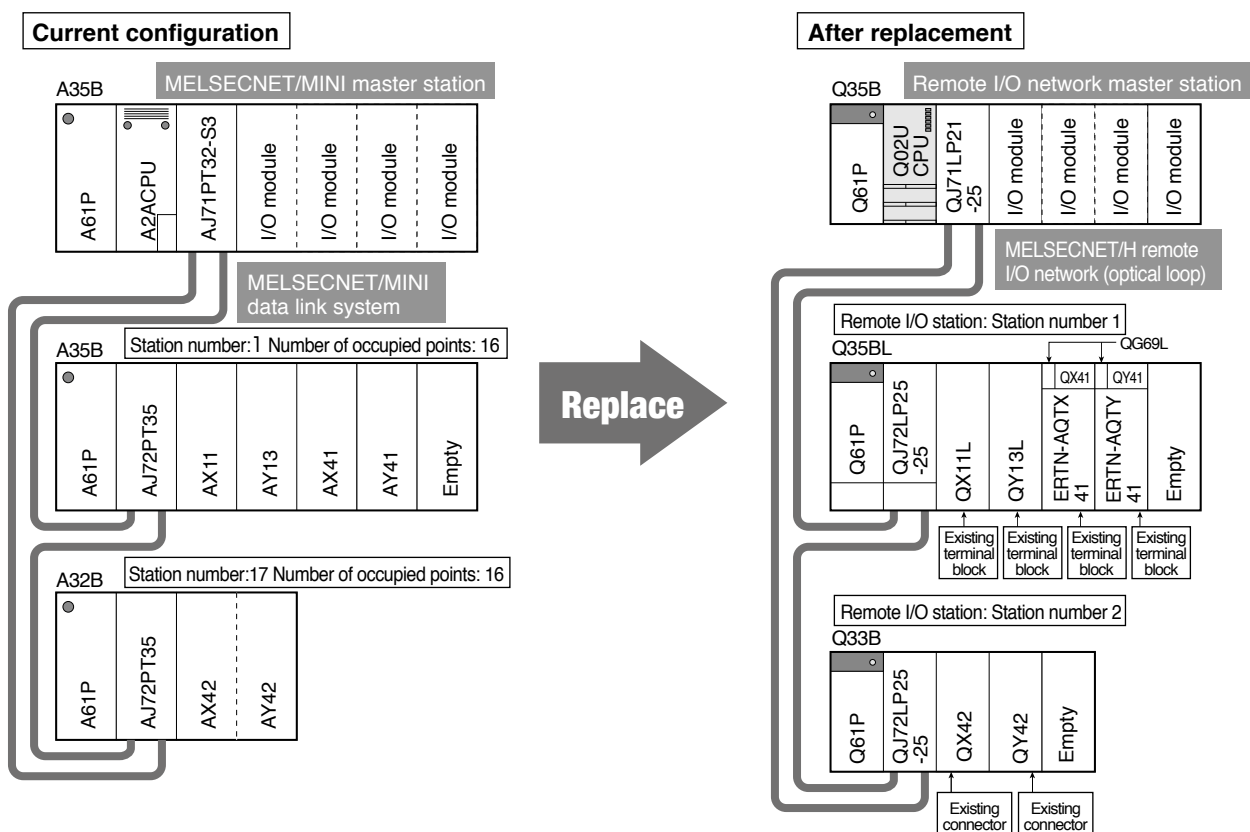 Current configuration
A35B
MELSECNET/MINI master station
A61P
A2ACPU
AJ71PT32-S3
I/O module
I/O module
I/O module
I/O module
MELSECNET/MINI
data link system
A35B
Station number:1 Number of occupied points: 16
A61P
AJ72PT35
AX11
AY13
AX41
AY41
Empty
A32B
Station number:17 Number of occupied points: 16
A61P
AJ72PT35
AX42
AY42
Replace
After replacement
Q35B
Remote I/O network master station
Q61P
Q02U
CPU
QJ71LP21
-25
I/O module
I/O module
I/O module
I/O module
MELSECNET/H remote
I/O network (optical loop)
Remote I/O station: Station number 1
Q35BL
QG69L
Q61P
QJ72LP25
-25
QX11L
QY13L
QX41
ERTN-AQTX
41
QY41
ERTN-AQTY
41
Empty
Existing
terminal
block
Existing
terminal
block
Existing
terminal
block
Existing
terminal
block
Remote I/O station: Station number 2
Q33B
Q61P
QJ72LP25
-25
QX42
QY42
Empty
Existing
connector
Existing
connector